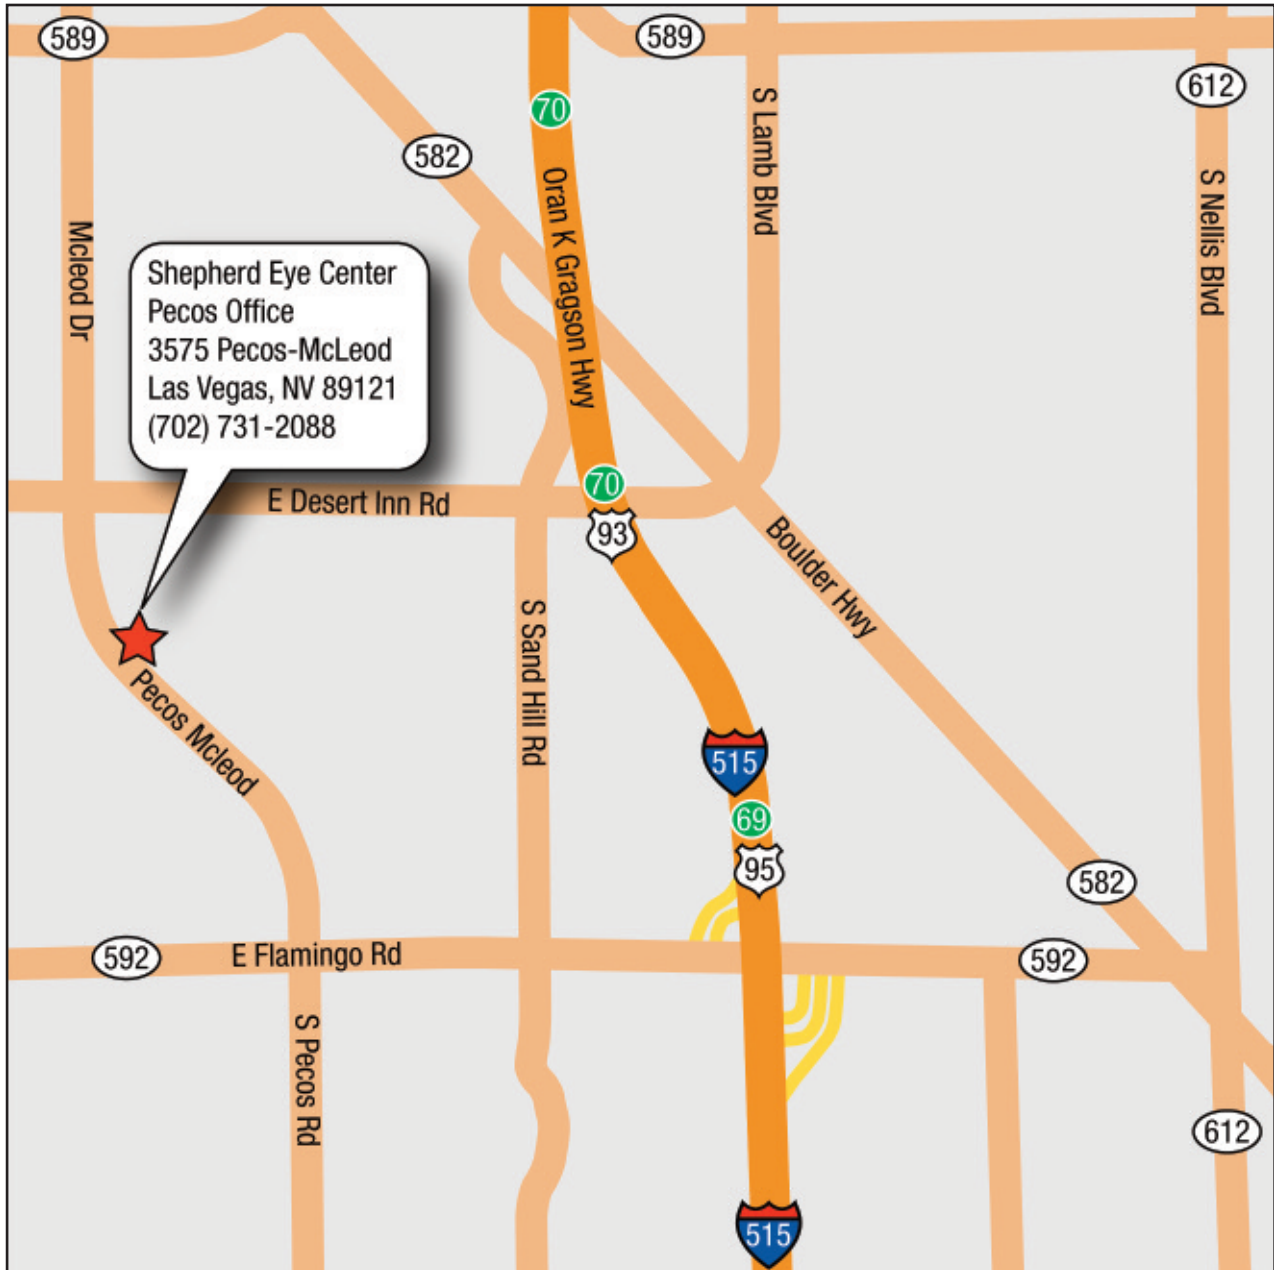 589
589
612
70
582
S Lamb Blvd
Oran K Gragson Hwy
S Nellis Blvd
Mcleod Dr
Shepherd Eye Center
Pecos Office
3575 Pecos-McLeod
Las Vegas, NV 89121
(702) 731-2088
70
E Desert Inn Rd
93
Boulder Hwy
S Sand Hill Rd
Pecos Mcleod
515
69
95
582
592
E Flamingo Rd
592
S Pecos Rd
612
515